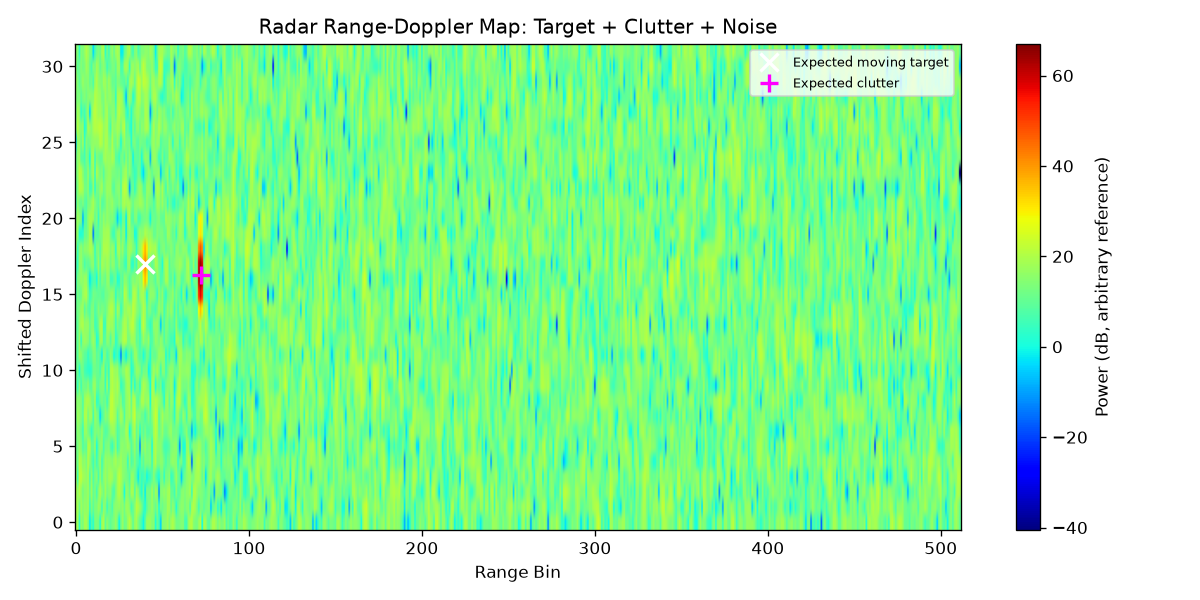 Radar Range-Doppler Map: Target + Clutter + Noise
Expected moving target
Expected clutter
Shifted Doppler Index
30
25
20
15
10
5
0
0 100 200 300 400 500
Range Bin
60
40
20
0
−20
−40
Power (dB, arbitrary reference)